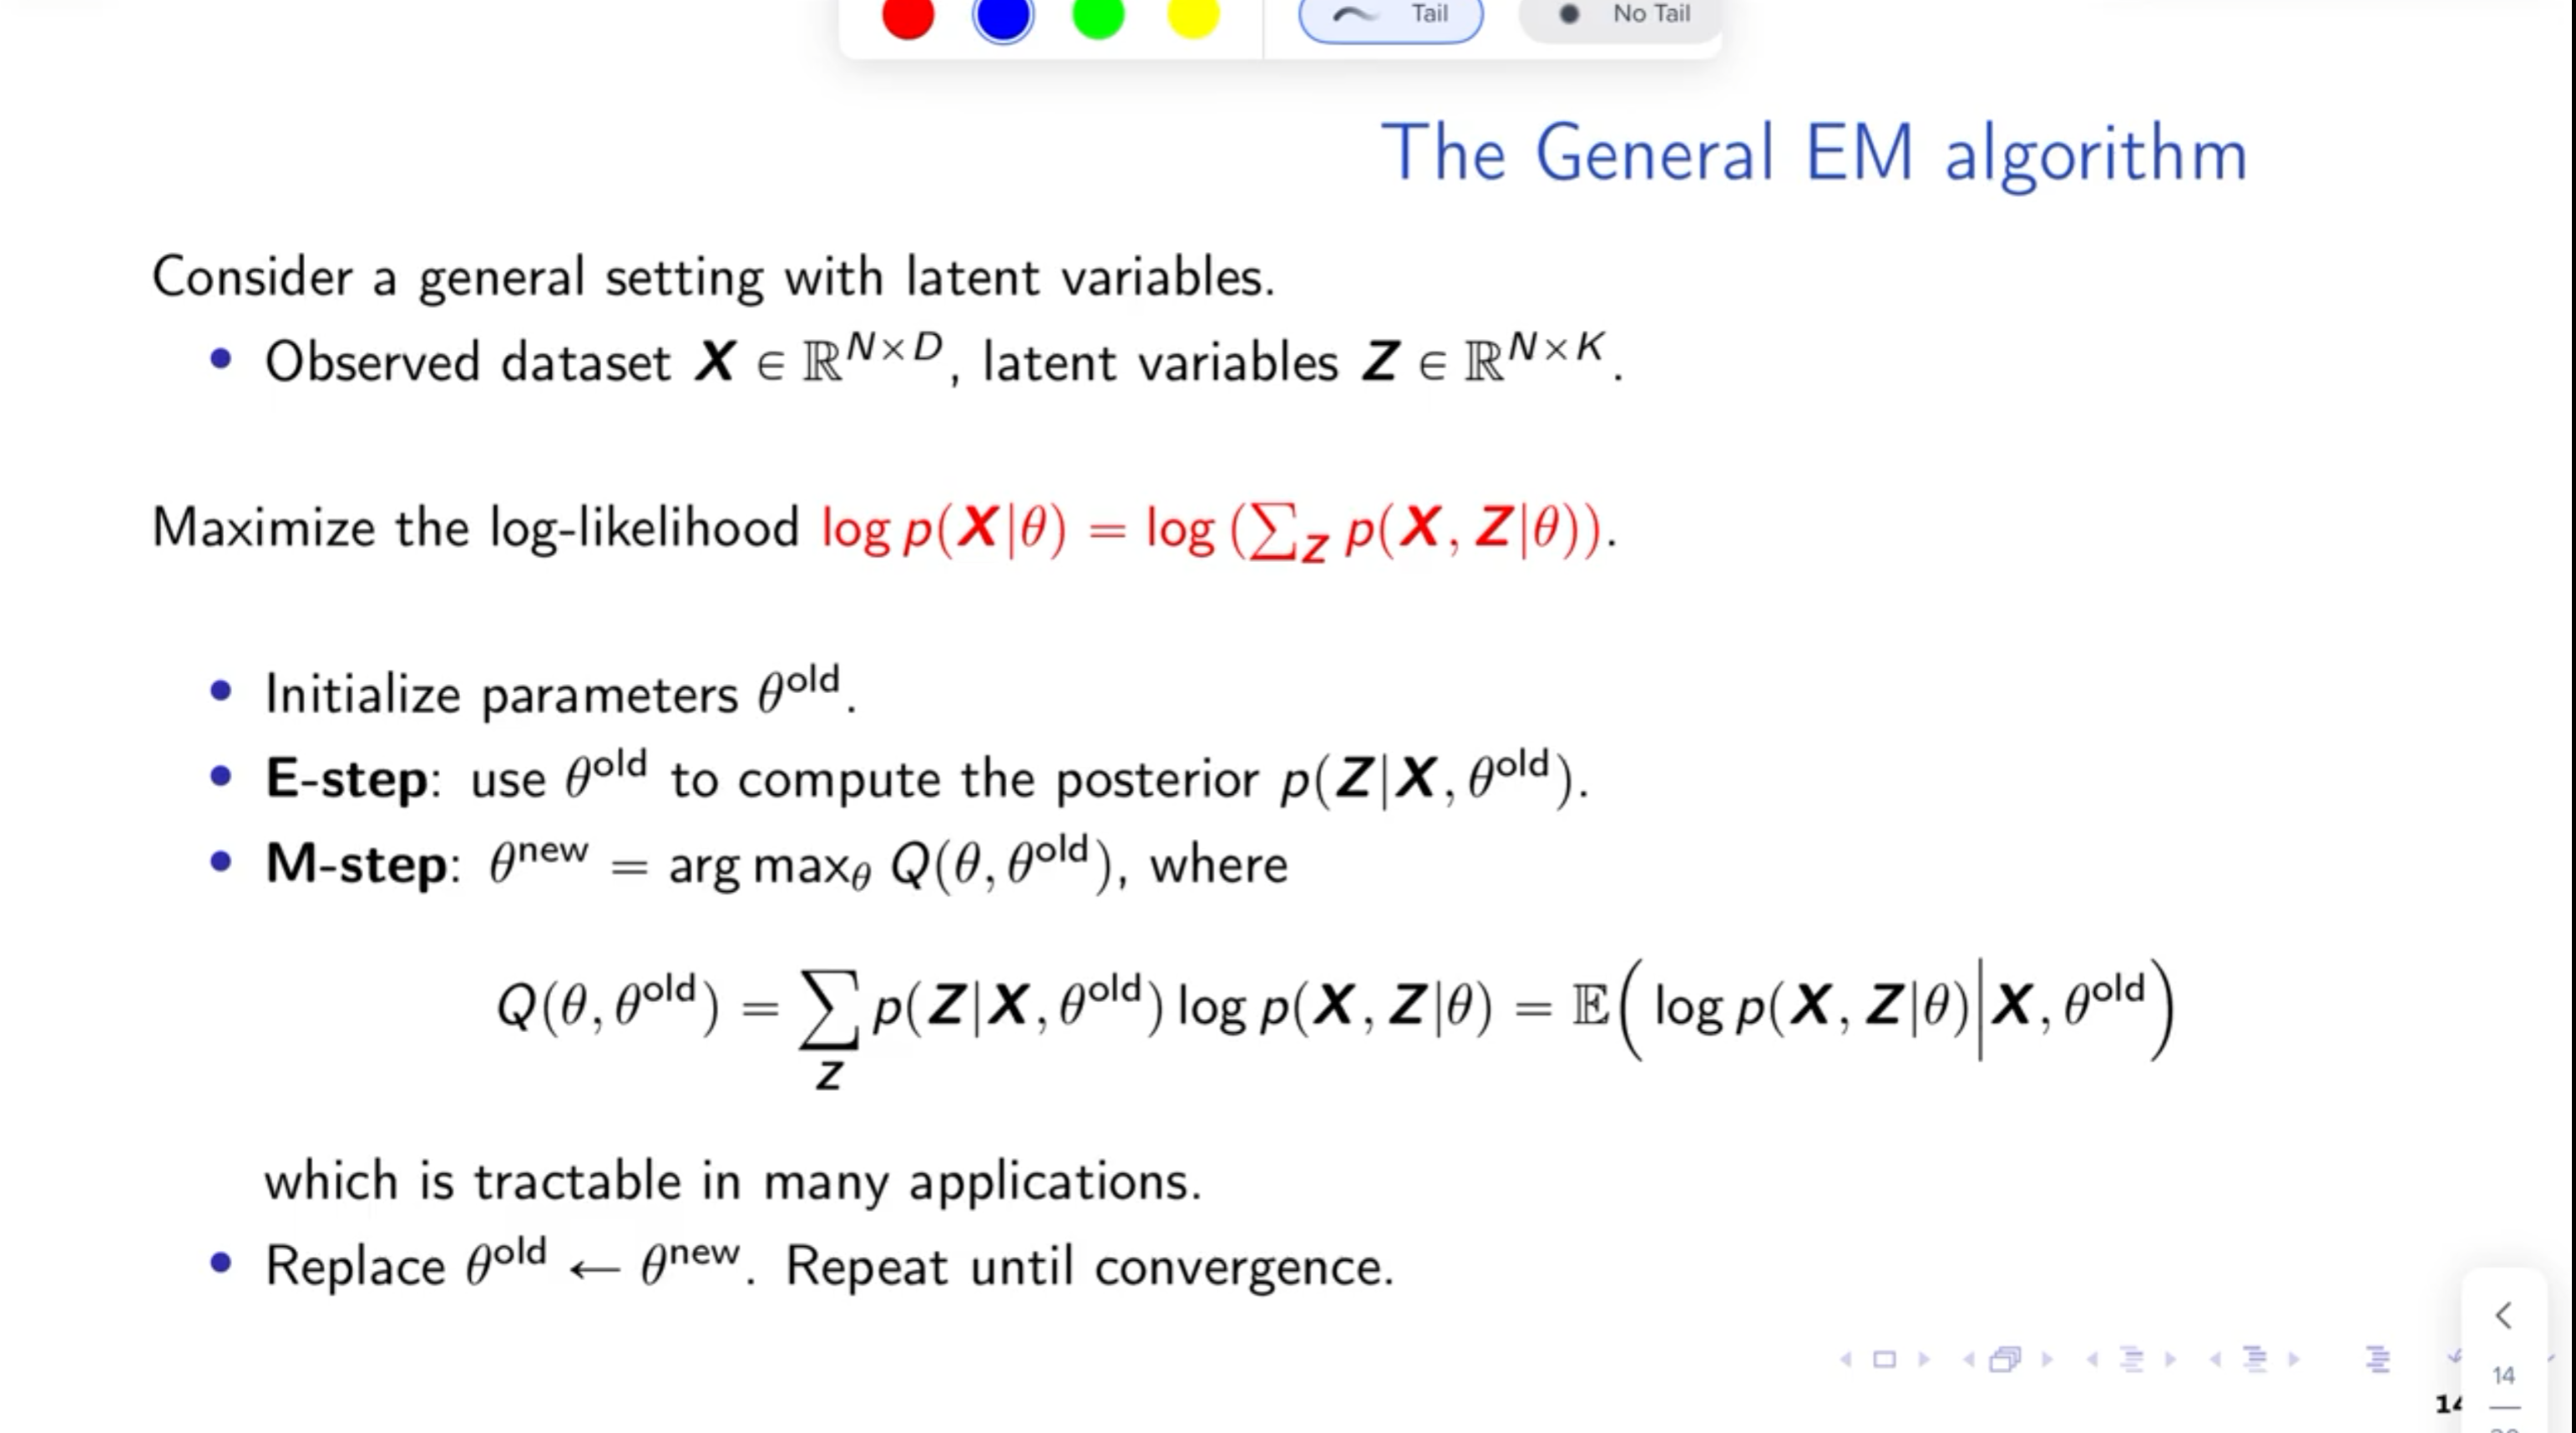 Tail No Tail
The General EM algorithm
Consider a general setting with latent variables.
• Observed dataset X ∈ ℝ^{N×D}, latent variables Z ∈ ℝ^{N×K}.
Maximize the log-likelihood log p(X|θ) = log (∑_Z p(X, Z|θ)).
• Initialize parameters θ^old.
• E-step: use θ^old to compute the posterior p(Z|X, θ^old).
• M-step: θ^new = arg max_θ Q(θ, θ^old), where
Q(θ, θ^old) = ∑_Z p(Z|X, θ^old) log p(X, Z|θ) = 𝔼( log p(X, Z|θ) | X, θ^old )
which is tractable in many applications.
• Replace θ^old ← θ^new. Repeat until convergence.
14
14